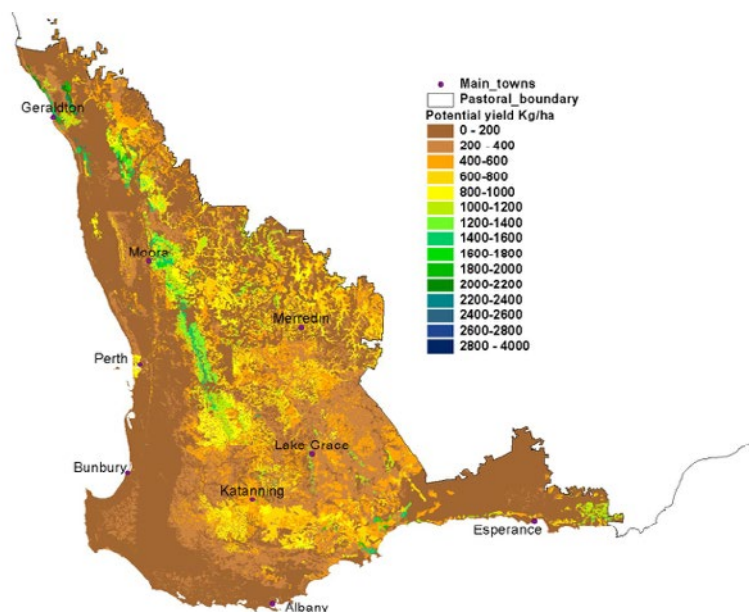 Main_towns
Pastoral_boundary
Potential yield Kg/ha
0 - 200
200 - 400
400-600
600-800
800-1000
1000-1200
1200-1400
1400-1600
1600-1800
1800-2000
2000-2200
2200-2400
2400-2600
2600-2800
2800 - 4000
Geraldton
Moora
Merredin
Perth
Lake Grace
Bunbury
Katanning
Esperance
Albany